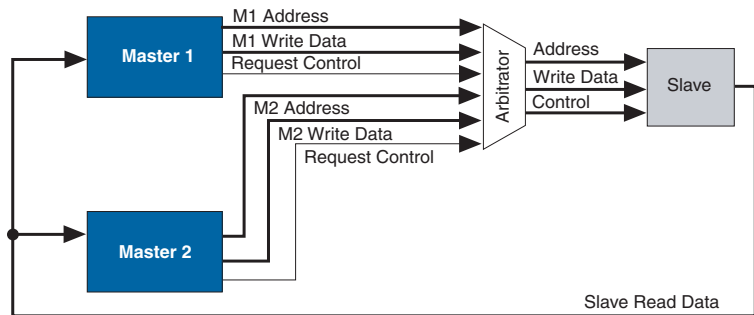 M1 Address
M1 Write Data
Request Control
Master 1
M2 Address
M2 Write Data
Request Control
Arbitrator
Address
Write Data
Control
Slave
Master 2
Slave Read Data